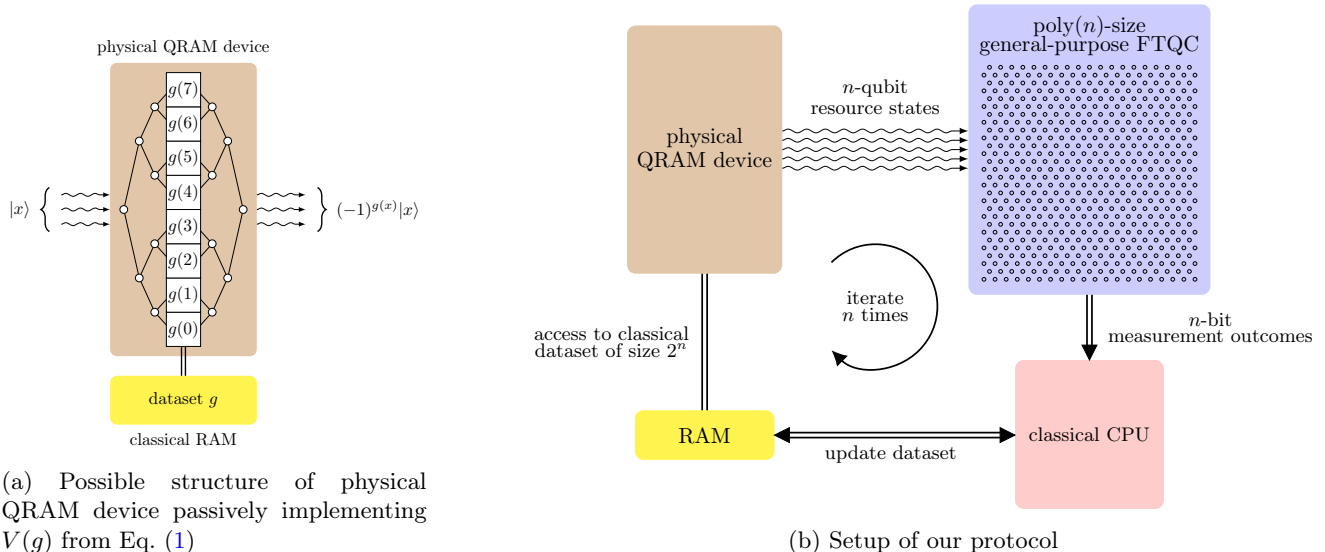 physical QRAM device
g(7)
g(6)
g(5)
g(4)
g(3)
g(2)
g(1)
g(0)
|x⟩
(−1)^{g(x)}|x⟩
dataset g
classical RAM
(a) Possible structure of physical
QRAM device passively implementing
V(g) from Eq. (1)
physical
QRAM device
n-qubit
resource states
poly(n)-size
general-purpose FTQC
access to classical
dataset of size 2^n
iterate
n times
n-bit
measurement outcomes
RAM
update dataset
classical CPU
(b) Setup of our protocol